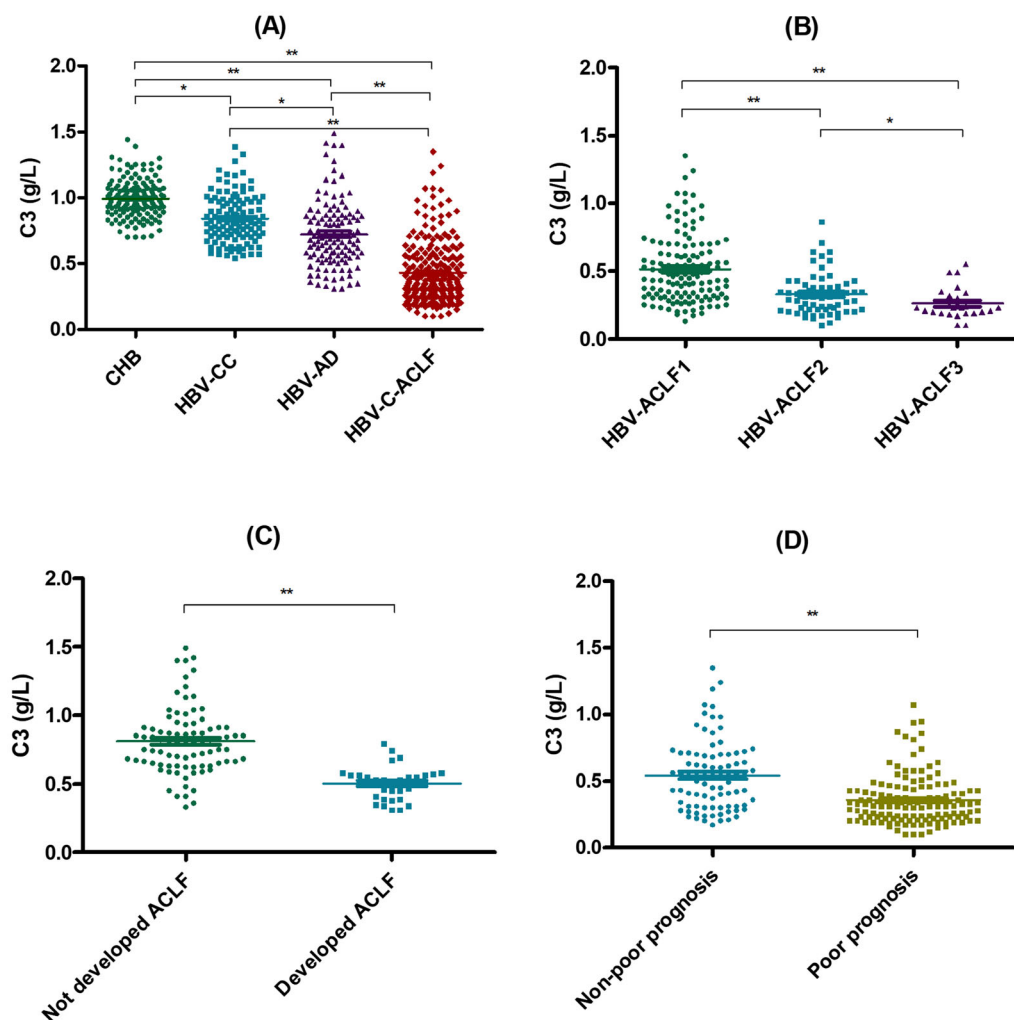 (A)
**
**
**
*
*
**
2.0
1.5
1.0
0.5
0.0
C3 (g/L)
CHB
HBV-CC
HBV-AD
HBV-C-ACLF
(B)
**
**
*
2.0
1.5
1.0
0.5
0.0
C3 (g/L)
HBV-ACLF1
HBV-ACLF2
HBV-ACLF3
(C)
**
2.0
1.5
1.0
0.5
0.0
C3 (g/L)
Not developed ACLF
Developed ACLF
(D)
**
2.0
1.5
1.0
0.5
0.0
C3 (g/L)
Non-poor prognosis
Poor prognosis